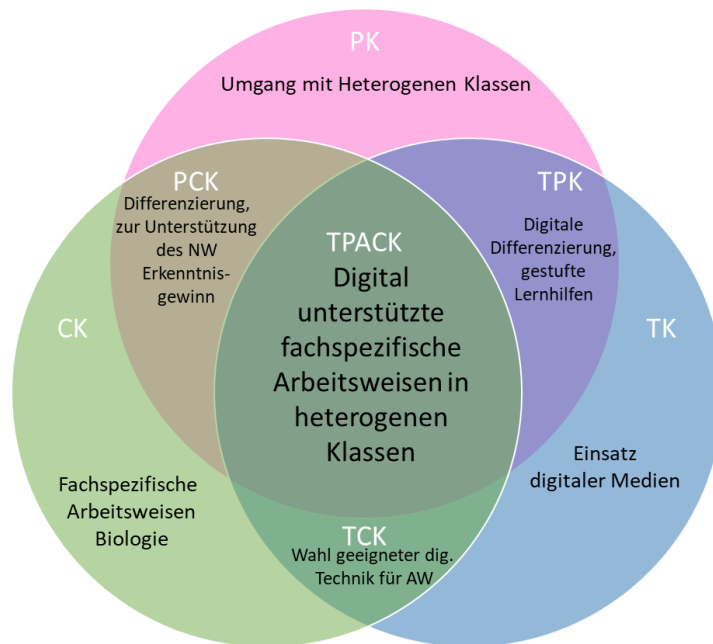 PK
Umgang mit Heterogenen Klassen
PCK
Differenzierung,
zur Unterstützung
des NW
Erkenntnis-
gewinn
TPK
Digitale
Differenzierung,
gestufte
Lernhilfen
TPACK
Digital
unterstützte
fachspezifische
Arbeitsweisen in
heterogenen
Klassen
CK
Fachspezifische
Arbeitsweisen
Biologie
TK
Einsatz
digitaler Medien
TCK
Wahl geeigneter dig.
Technik für AW